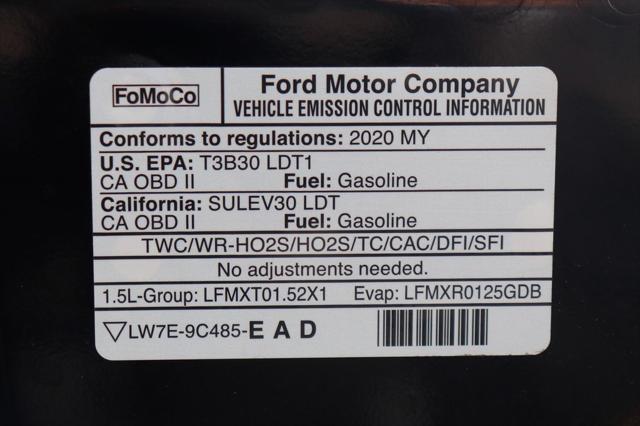 FoMoCo
Ford Motor Company
VEHICLE EMISSION CONTROL INFORMATION
Conforms to regulations: 2020 MY
U.S. EPA: T3B30 LDT1
CA OBD II Fuel: Gasoline
California: SULEV30 LDT
CA OBD II Fuel: Gasoline
TWC/WR-HO2S/HO2S/TC/CAC/DFI/SFI
No adjustments needed.
1.5L-Group: LFMXT01.52X1 Evap: LFMXR0125GDB
LW7E-9C485-E A D